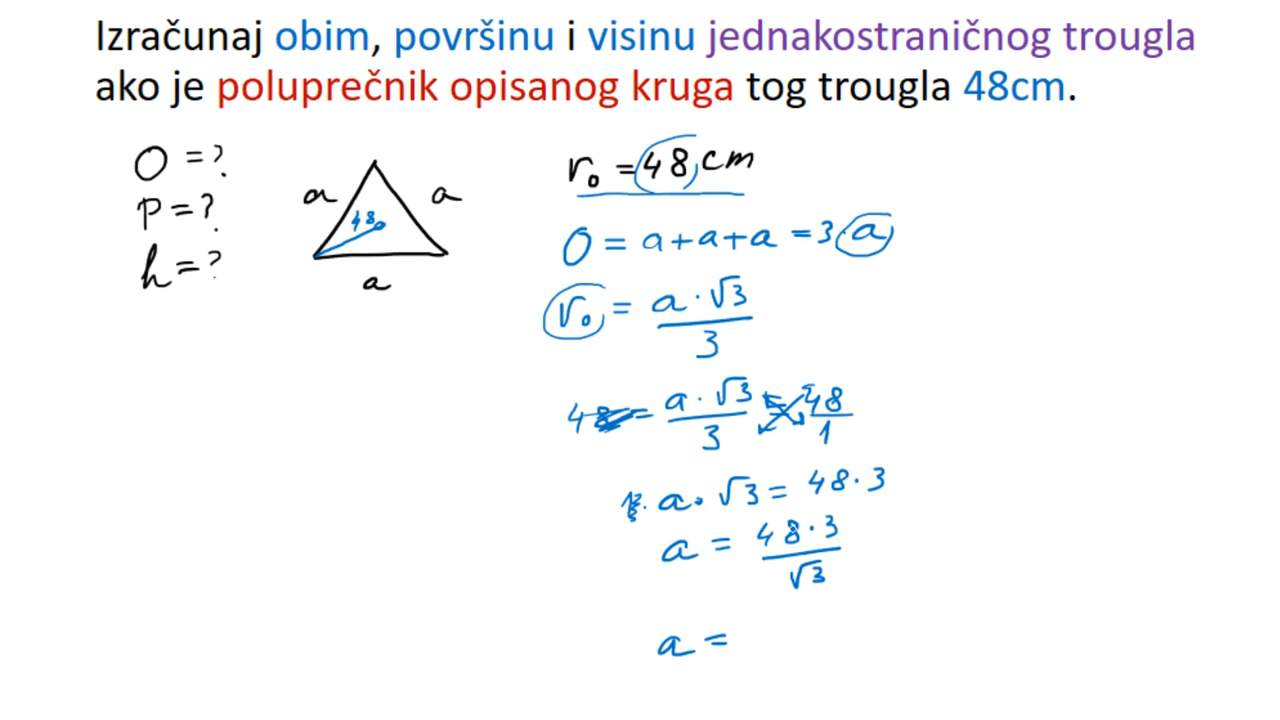 Izračunaj obim, površinu i visinu jednakostraničnog trougla
ako je poluprečnik opisanog kruga tog trougla 48cm.
O = ?
P = ?
h = ?
a
a
48
a
r₀ = 48 cm
O = a + a + a = 3a
r₀ = a · √3 / 3
48 = a · √3 / 3 = 48 / 1
a · √3 = 48 · 3
a = 48 · 3 / √3
a =